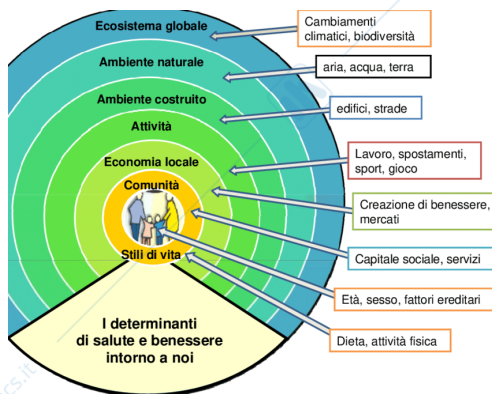 Ecosistema globale
Cambiamenti
climatici, biodiversità
Ambiente naturale
aria, acqua, terra
Ambiente costruito
edifici, strade
Attività
Lavoro, spostamenti,
sport, gioco
Economia locale
Comunità
Creazione di benessere,
mercati
Capitale sociale, servizi
Stili di vita
Età, sesso, fattori ereditari
Dieta, attività fisica
I determinanti
di salute e benessere
intorno a noi
cs.it